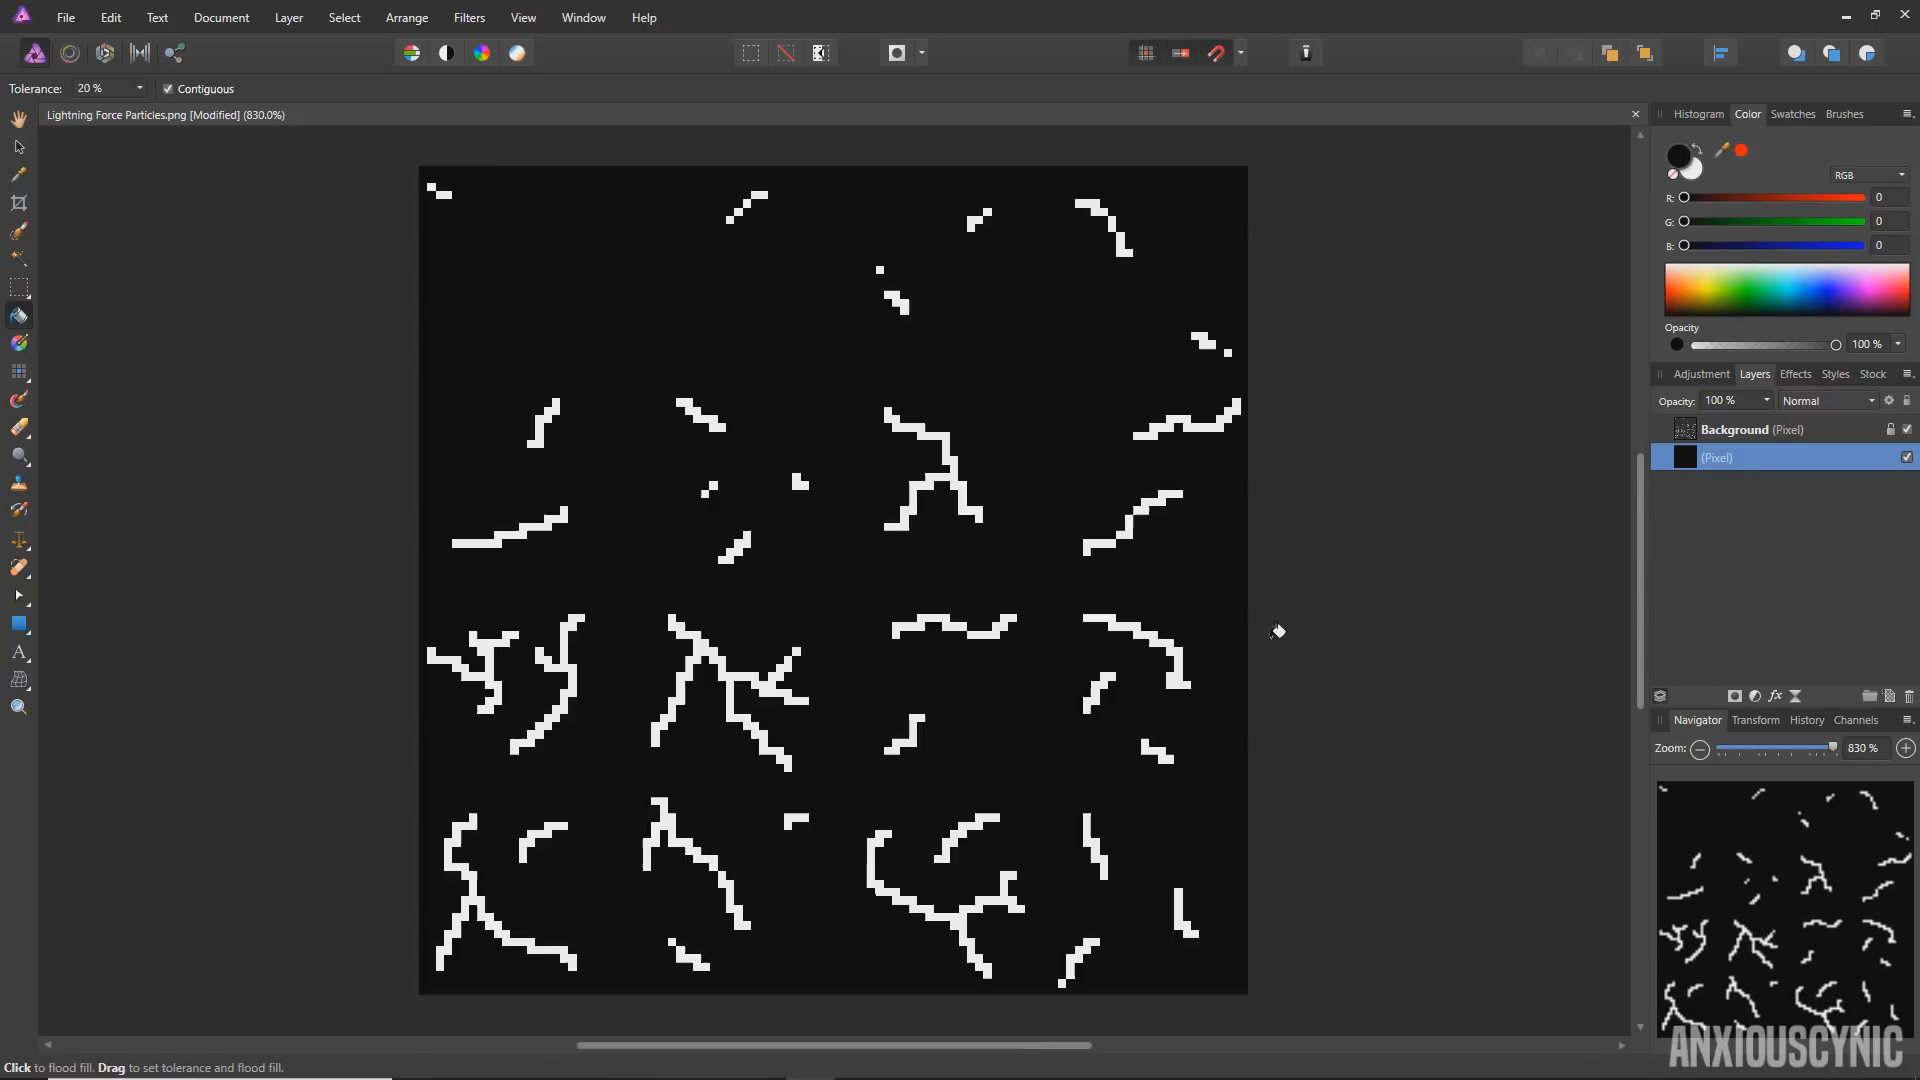 File Edit Text Document Layer Select Arrange Filters View Window Help
Tolerance: 20 % Contiguous
Lightning Force Particles.png [Modified] (830.0%)
Histogram Color Swatches Brushes
RGB
R: 0
G: 0
B: 0
Opacity
100 %
Adjustment Layers Effects Styles Stock
Opacity: 100 % Normal
Background (Pixel)
(Pixel)
fx
Navigator Transform History Channels
Zoom: 830 %
ANXIOUSCYNIC
Click to flood fill. Drag to set tolerance and flood fill.